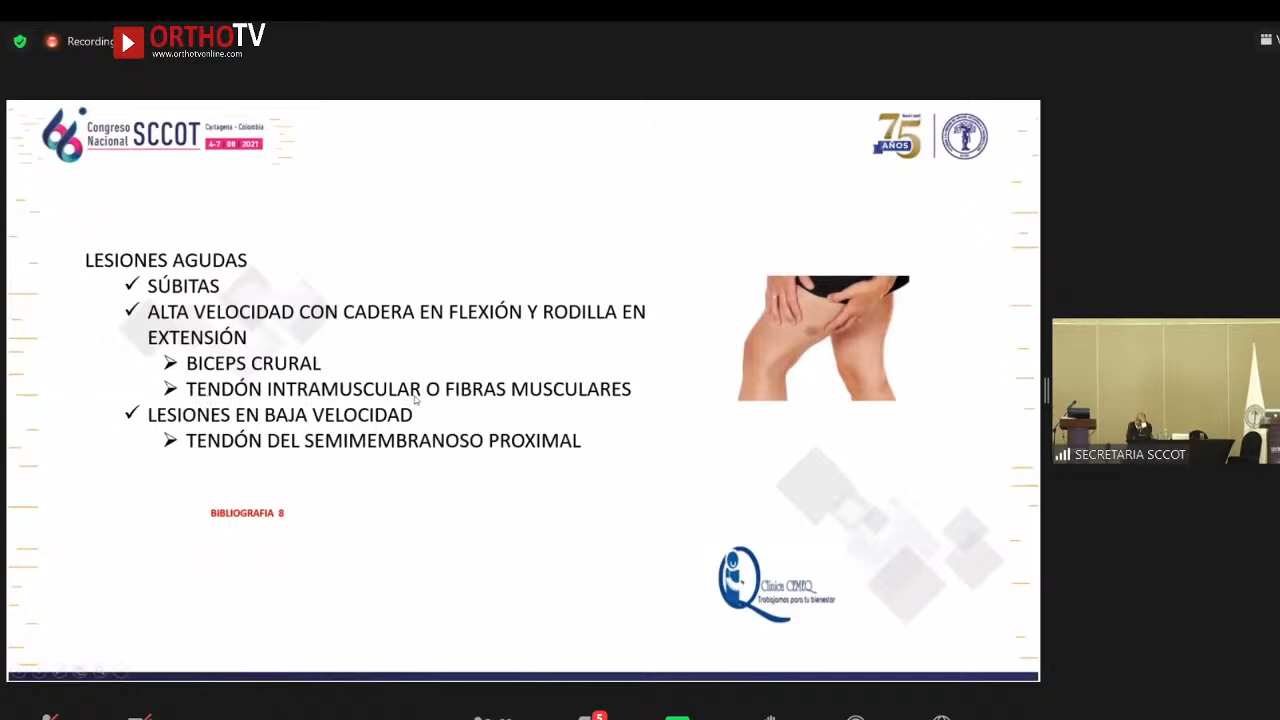 Recording
ORTHOTV
www.orthotvonline.com
Congreso
Nacional SCCOT
Cartagena - Colombia
4-7 08 2021
75
AÑOS
LESIONES AGUDAS
✓ SÚBITAS
✓ ALTA VELOCIDAD CON CADERA EN FLEXIÓN Y RODILLA EN
EXTENSIÓN
➢ BICEPS CRURAL
➢ TENDÓN INTRAMUSCULAR O FIBRAS MUSCULARES
✓ LESIONES EN BAJA VELOCIDAD
➢ TENDÓN DEL SEMIMEMBRANOSO PROXIMAL
BIBLIOGRAFIA 8
Clínica CEMEQ
Trabajamos para tu bienestar
SECRETARIA SCCOT
5